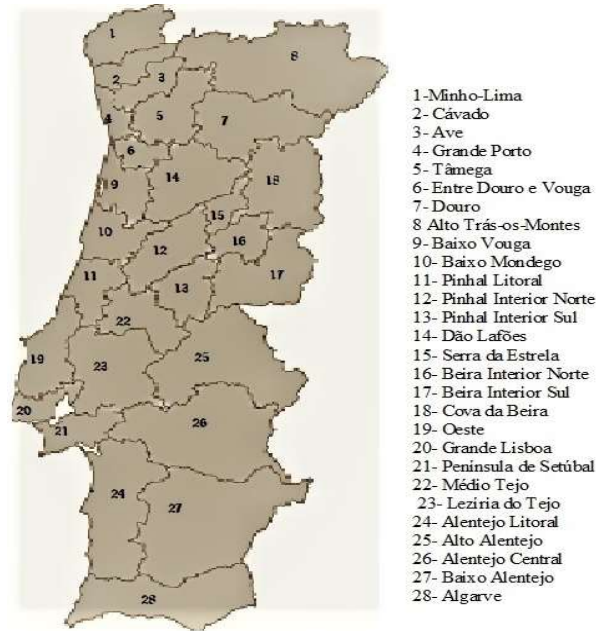 1
8
2
3
4
5
7
6
14
18
9
15
10
12
16
17
11
13
22
19
23
25
20
21
26
24
27
28
1-Minho-Lima
2- Cávado
3- Ave
4- Grande Porto
5- Tâmega
6- Entre Douro e Vouga
7- Douro
8 Alto Trás-os-Montes
9- Baixo Vouga
10- Baixo Mondego
11- Pinhal Litoral
12- Pinhal Interior Norte
13- Pinhal Interior Sul
14- Dão Lafões
15- Serra da Estrela
16- Beira Interior Norte
17- Beira Interior Sul
18- Cova da Beira
19- Oeste
20- Grande Lisboa
21- Península de Setúbal
22- Médio Tejo
23- Lezíria do Tejo
24- Alentejo Litoral
25- Alto Alentejo
26- Alentejo Central
27- Baixo Alentejo
28- Algarve